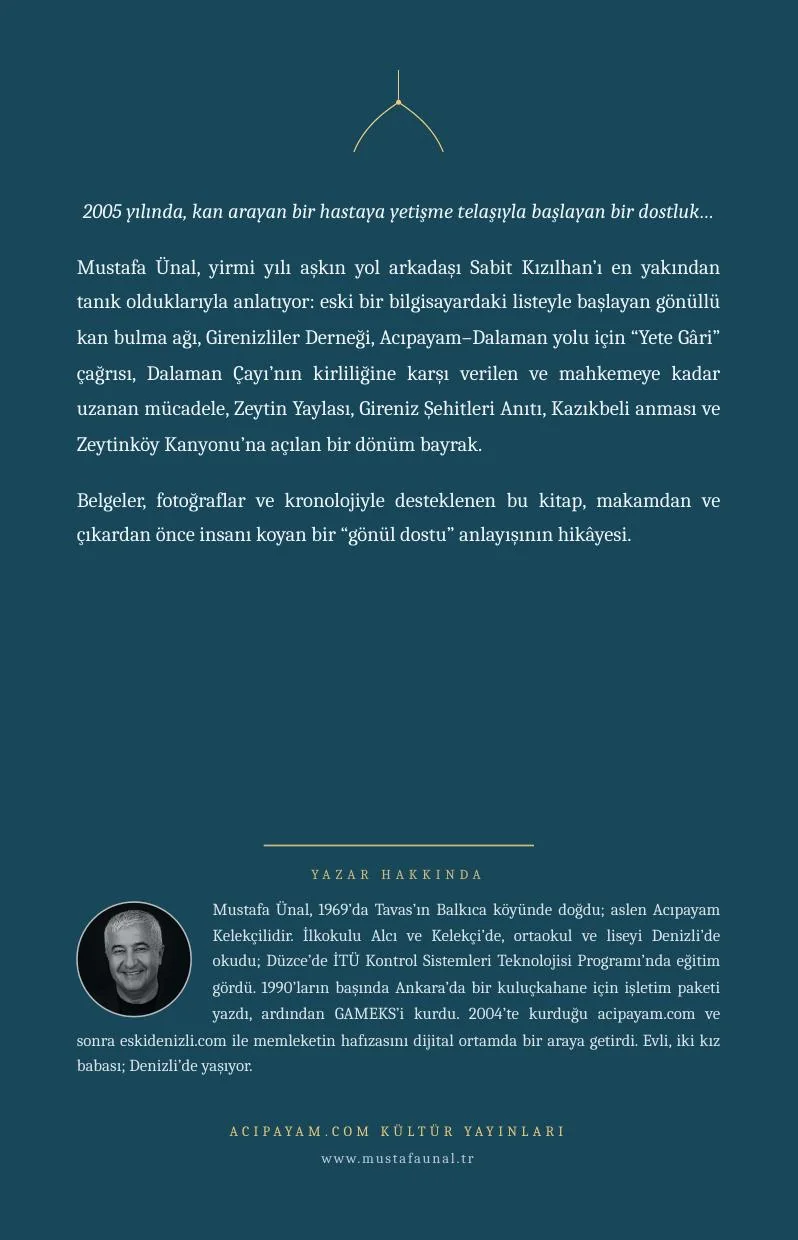 2005 yılında, kan arayan bir hastaya yetişme telaşıyla başlayan bir dostluk...
Mustafa Ünal, yirmi yılı aşkın yol arkadaşı Sabit Kızılhan’ı en yakından
tanık olduklarıyla anlatıyor: eski bir bilgisayardaki listeyle başlayan gönüllü
kan bulma ağı, Girenizliler Derneği, Acıpayam–Dalaman yolu için “Yete Gâri”
çağrısı, Dalaman Çayı’nın kirliliğine karşı verilen ve mahkemeye kadar
uzanan mücadele, Zeytin Yaylası, Gireniz Şehitleri Anıtı, Kazıkbeli anması ve
Zeytinköy Kanyonu’na açılan bir dönüm bayrak.
Belgeler, fotoğraflar ve kronolojiyle desteklenen bu kitap, makamdan ve
çıkardan önce insanı koyan bir “gönül dostu” anlayışının hikâyesi.
YAZAR HAKKINDA
Mustafa Ünal, 1969’da Tavas’ın Balkıca köyünde doğdu; aslen Acıpayam
Kelekçilidir. İlkokulu Alcı ve Kelekçi’de, ortaokul ve liseyi Denizli’de
okudu; Düzce’de İTÜ Kontrol Sistemleri Teknolojisi Programı’nda eğitim
gördü. 1990’ların başında Ankara’da bir kuluçkahane için işletim paketi
yazdı, ardından GAMEKS’i kurdu. 2004’te kurduğu acipayam.com ve
sonra eskidenizli.com ile memleketin hafızasını dijital ortamda bir araya getirdi. Evli, iki kız
babası; Denizli’de yaşıyor.
ACIPAYAM.COM KÜLTÜR YAYINLARI
www.mustafaunal.tr